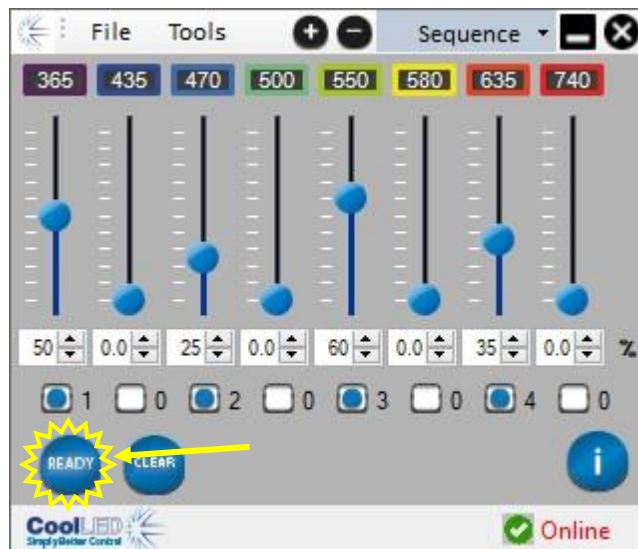 File Tools Sequence
365 435 470 500 550 580 635 740
50 0.0 25 0.0 60 0.0 35 0.0 %
1 0 2 0 3 0 4 0
READY CLEAR i
CoolLED
Simply Better Control
Online